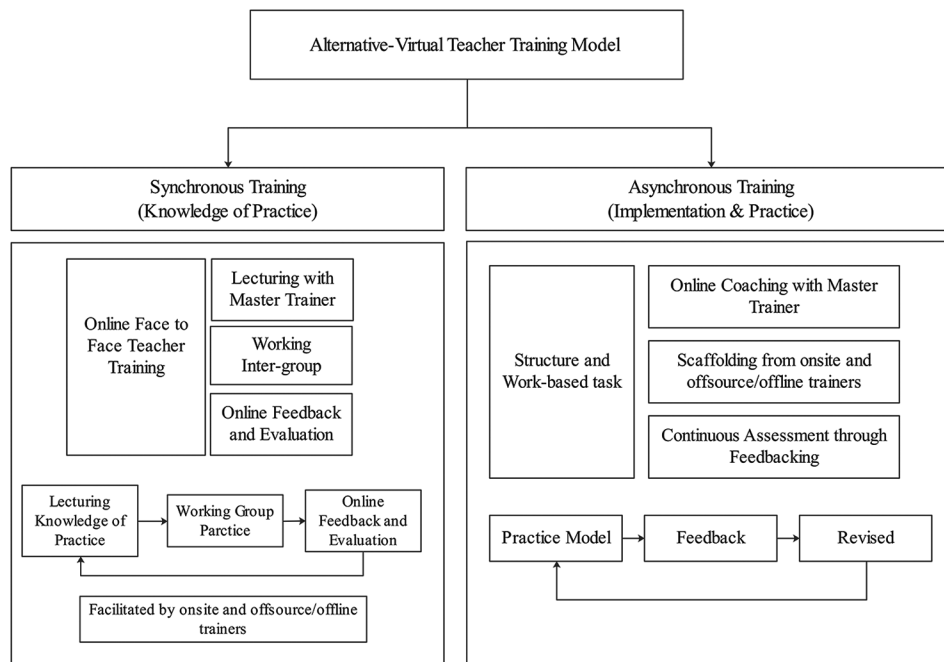 Alternative-Virtual Teacher Training Model
Synchronous Training
(Knowledge of Practice)
Asynchronous Training
(Implementation & Practice)
Online Face to
Face Teacher
Training
Lecturing with
Master Trainer
Working
Inter-group
Online Feedback
and Evaluation
Lecturing
Knowledge of
Practice
Working Group
Parctice
Online
Feedback and
Evaluation
Facilitated by onsite and offsource/offline
trainers
Structure and
Work-based task
Online Coaching with Master
Trainer
Scaffolding from onsite and
offsource/offline trainers
Continuous Assessment through
Feedbacking
Practice Model
Feedback
Revised